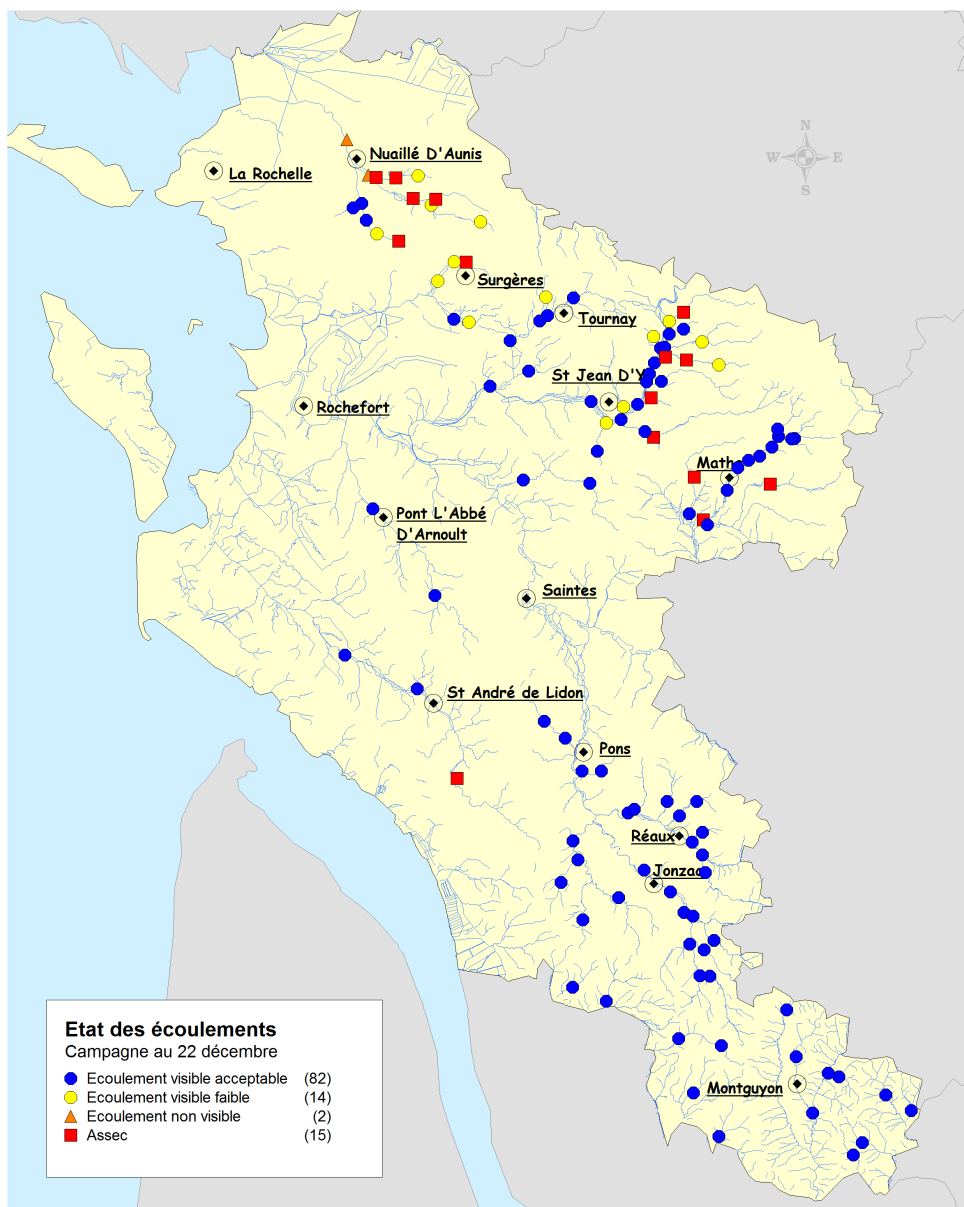 N
W E
S
Nuaillé D'Aunis
La Rochelle
Surgères
Tournay
St Jean D'Y
Rochefort
Matha
Pont L'Abbé
D'Arnoult
Saintes
St André de Lidon
Pons
Réaux
Jonzac
Montguyon
Etat des écoulements
Campagne au 22 décembre
Ecoulement visible acceptable (82)
Ecoulement visible faible (14)
Ecoulement non visible (2)
Assec (15)